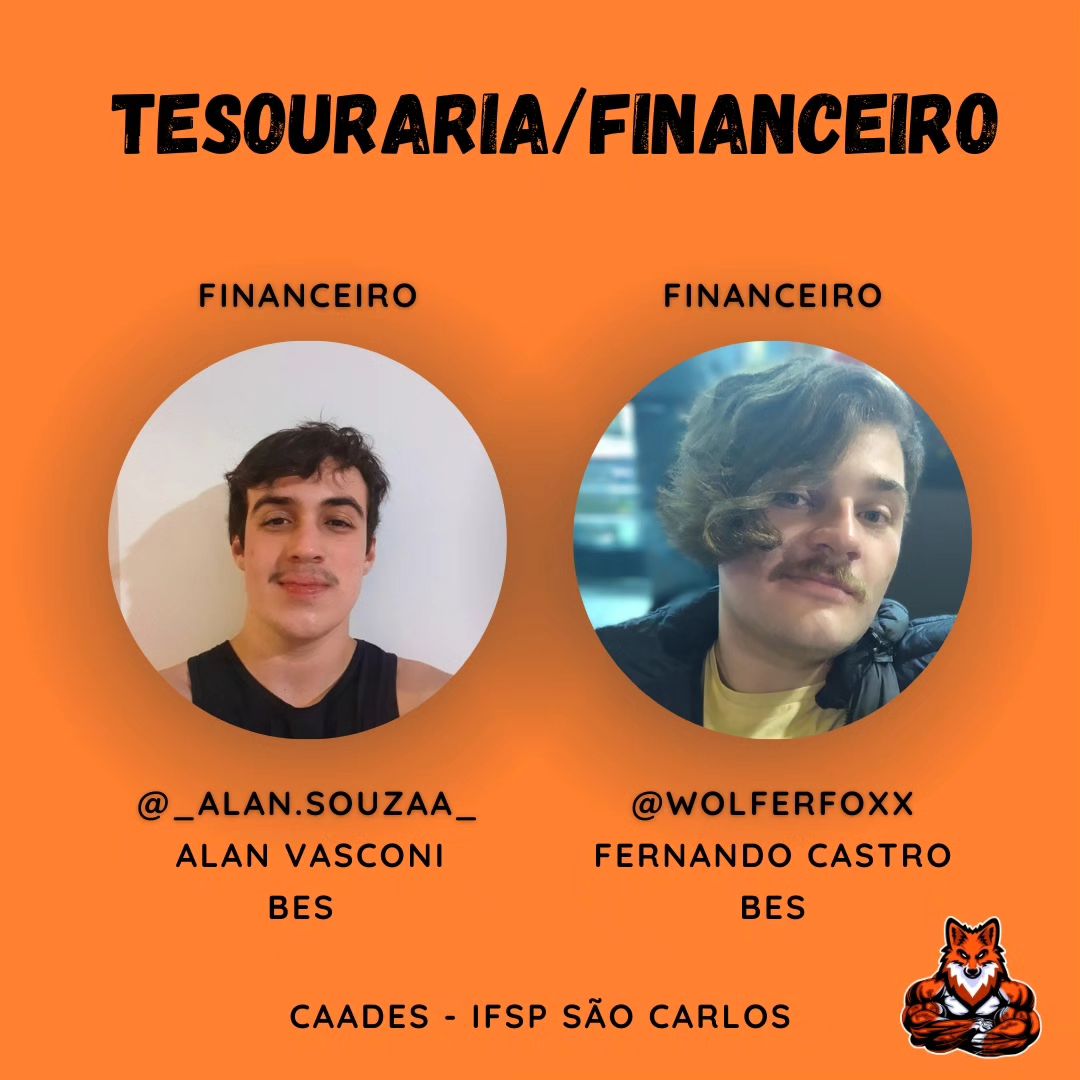 TESOURARIA/FINANCEIRO
FINANCEIRO
FINANCEIRO
@_ALAN.SOUZAA_
ALAN VASCONI
BES
@WOLFERFOXX
FERNANDO CASTRO
BES
CAADES - IFSP SÃO CARLOS